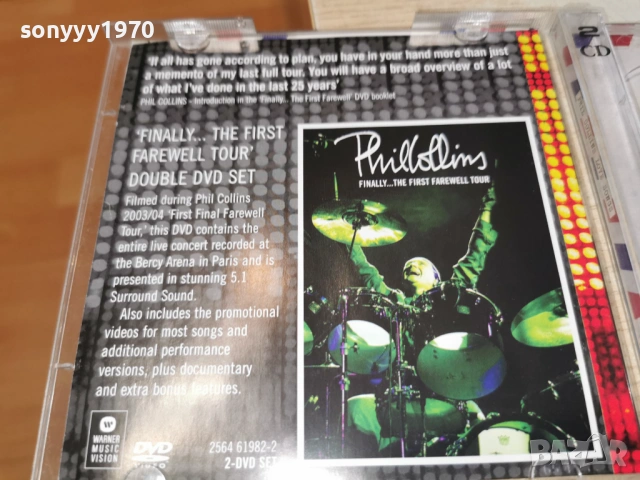 sonyyy1970
'If all has gone according to plan, you have in your hand more than just
a memento of my last full tour. You will have a broad overview of a lot
of what I've done in the last 25 years'
PHIL COLLINS - Introduction in the 'Finally... The First Farewell' DVD booklet
2
CD
'FINALLY... THE FIRST
FAREWELL TOUR'
DOUBLE DVD SET
Filmed during Phil Collins
2003/04 'First Final Farewell
Tour,' this DVD contains the
entire live concert recorded at
the Bercy Arena in Paris and is
presented in stunning 5.1
Surround Sound.
Also includes the promotional
videos for most songs and
additional performance
versions, plus documentary
and extra bonus features.
Phil Collins
FINALLY...THE FIRST FAREWELL TOUR
WARNER
MUSIC
VISION
DVD
VIDEO
2564 61982-2
2-DVD SET
BAZAR